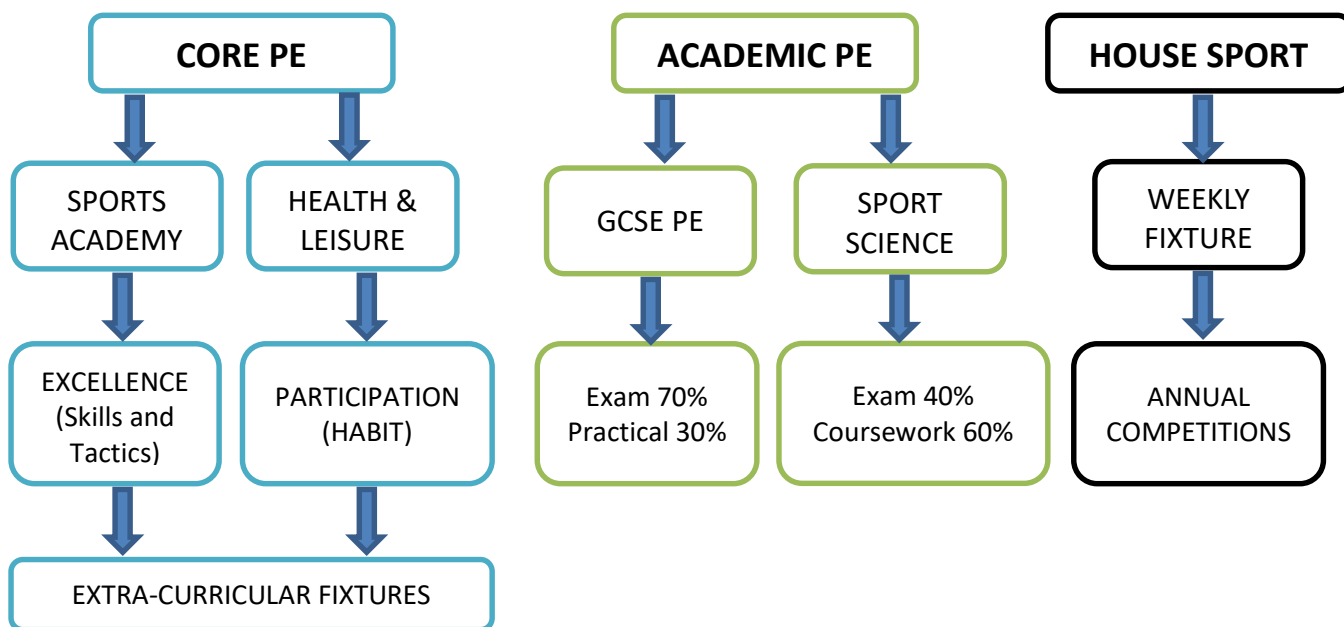 CORE PE
ACADEMIC PE
HOUSE SPORT
SPORTS
ACADEMY
HEALTH &
LEISURE
GCSE PE
SPORT
SCIENCE
WEEKLY
FIXTURE
EXCELLENCE
(Skills and
Tactics)
PARTICIPATION
(HABIT)
Exam 70%
Practical 30%
Exam 40%
Coursework 60%
ANNUAL
COMPETITIONS
EXTRA-CURRICULAR FIXTURES